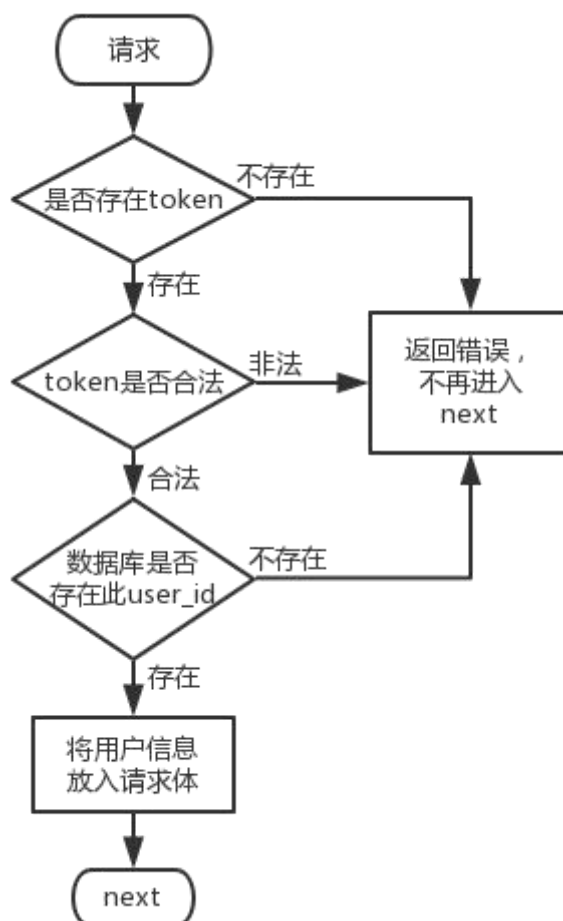 请求
是否存在token
不存在
存在
token是否合法
非法
返回错误，
不再进入
next
合法
数据库是否
存在此user_id
不存在
存在
将用户信息
放入请求体
next